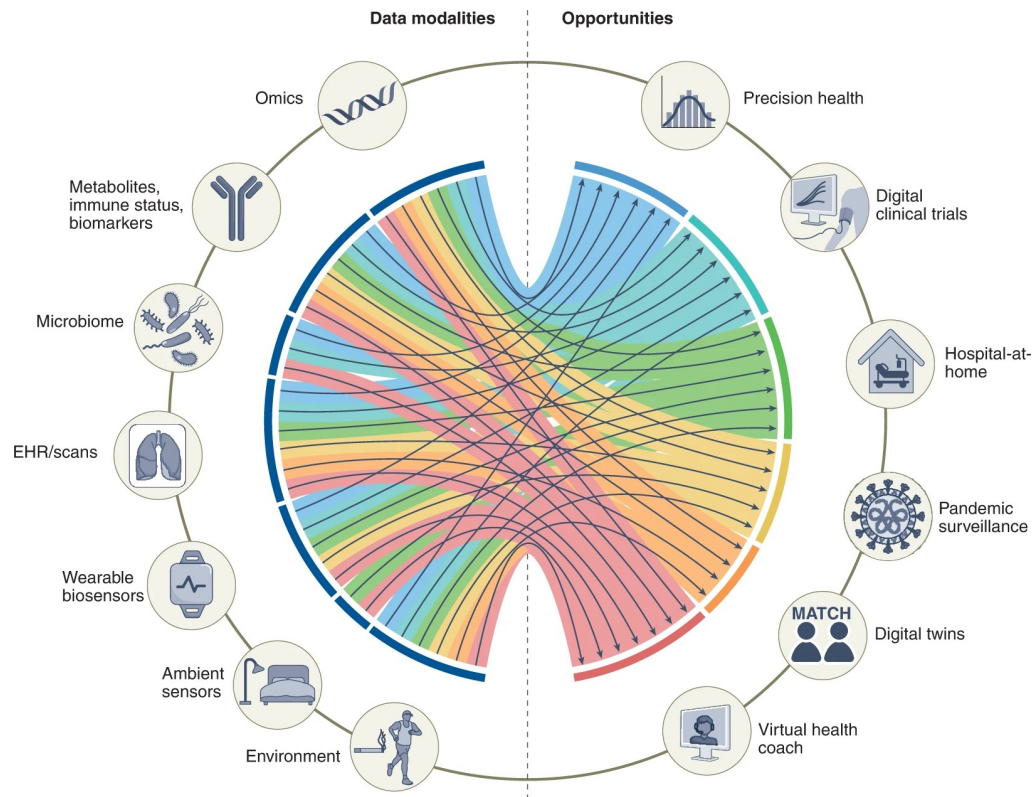 Data modalities
Opportunities
Omics
Metabolites,
immune status,
biomarkers
Microbiome
EHR/scans
Wearable
biosensors
Ambient
sensors
Environment
Precision health
Digital
clinical trials
Hospital-at-
home
Pandemic
surveillance
MATCH
Digital twins
Virtual health
coach